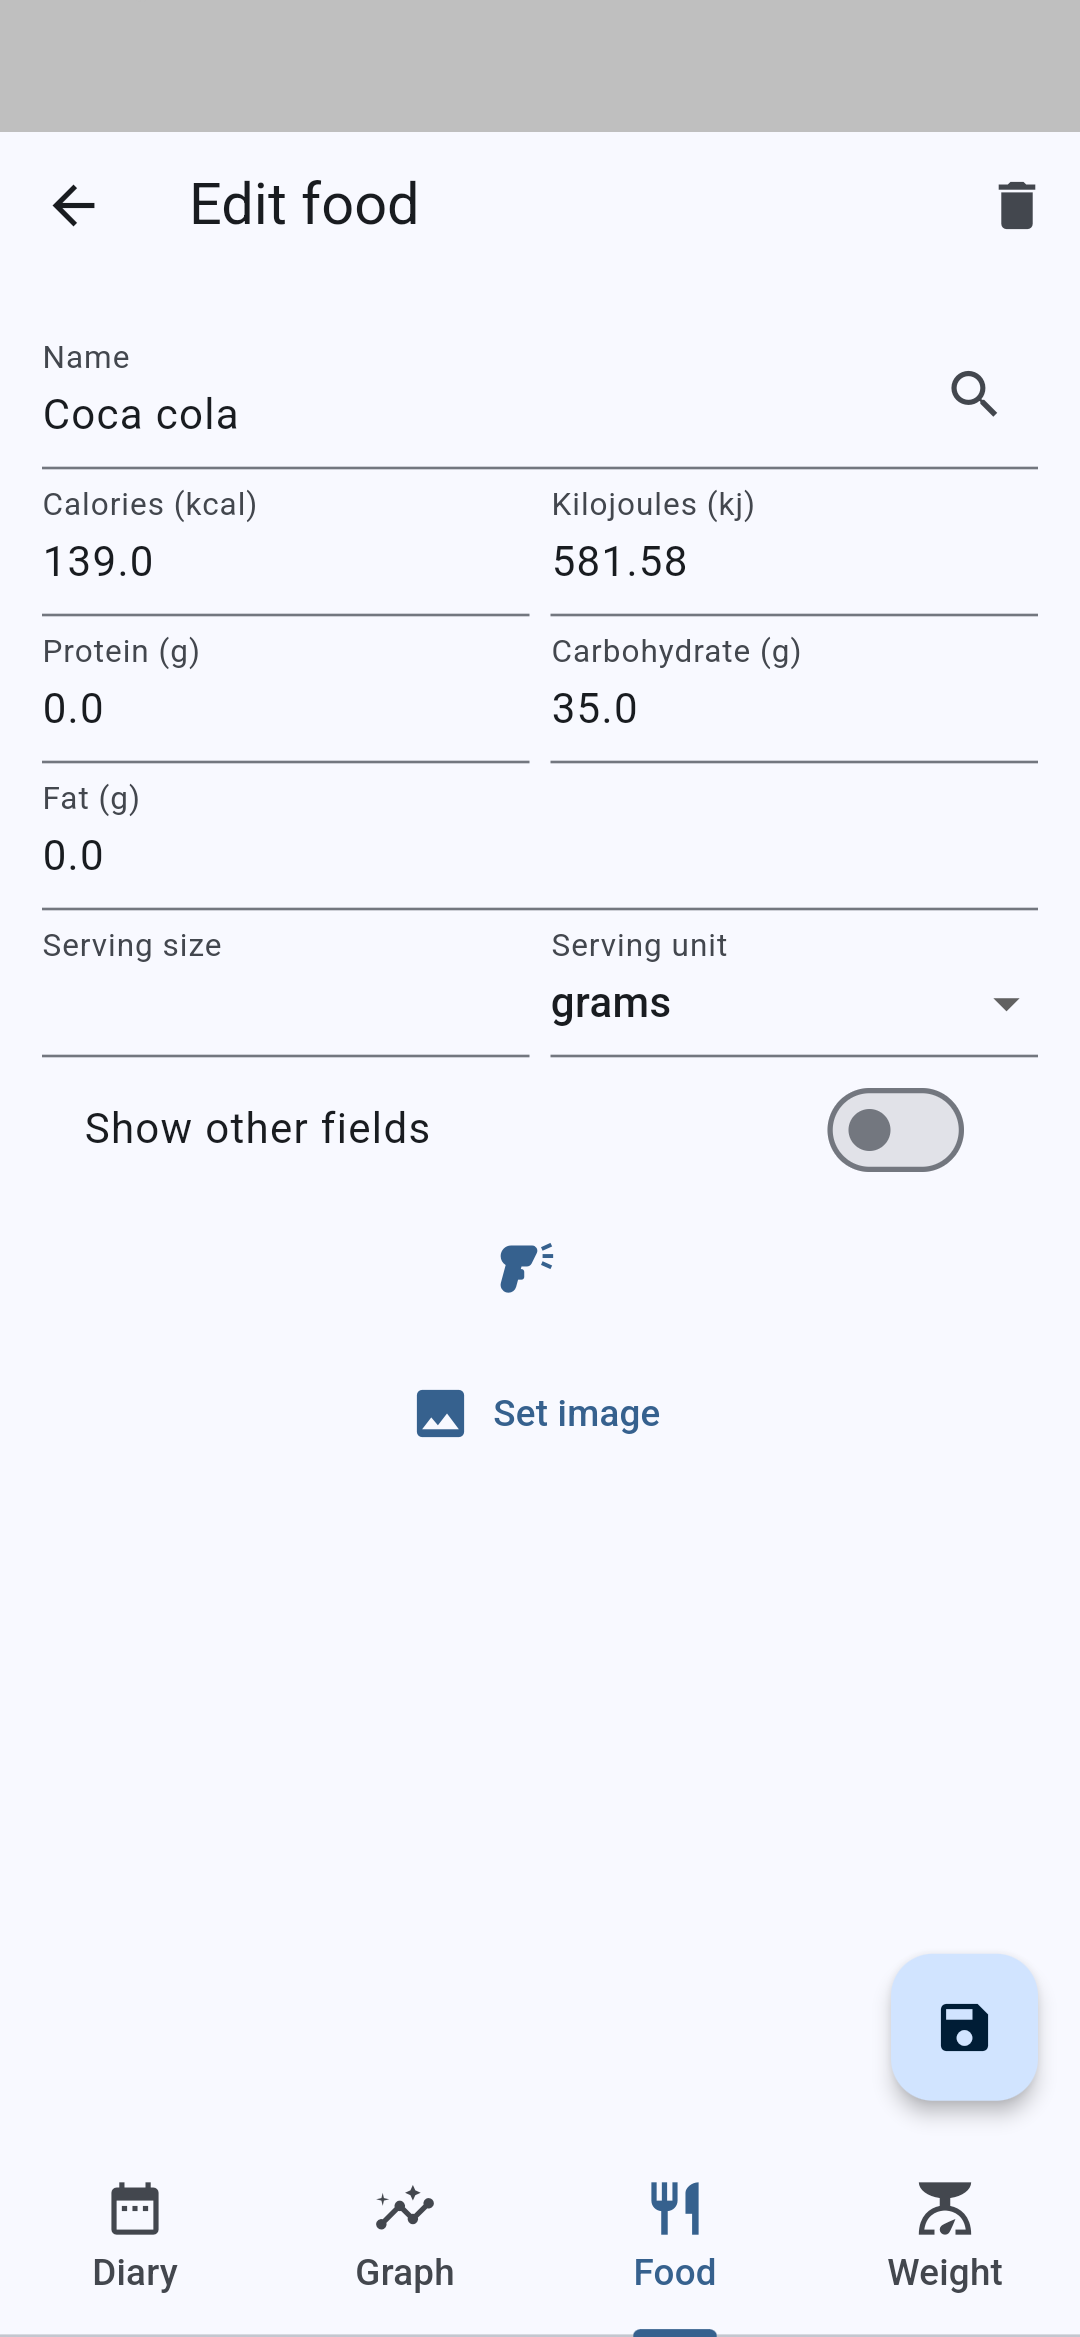 Edit food
Name
Coca cola
Calories (kcal)
Kilojoules (kj)
139.0
581.58
Protein (g)
Carbohydrate (g)
0.0
35.0
Fat (g)
0.0
Serving size
Serving unit
grams
Show other fields
Set image
Diary
Graph
Food
Weight